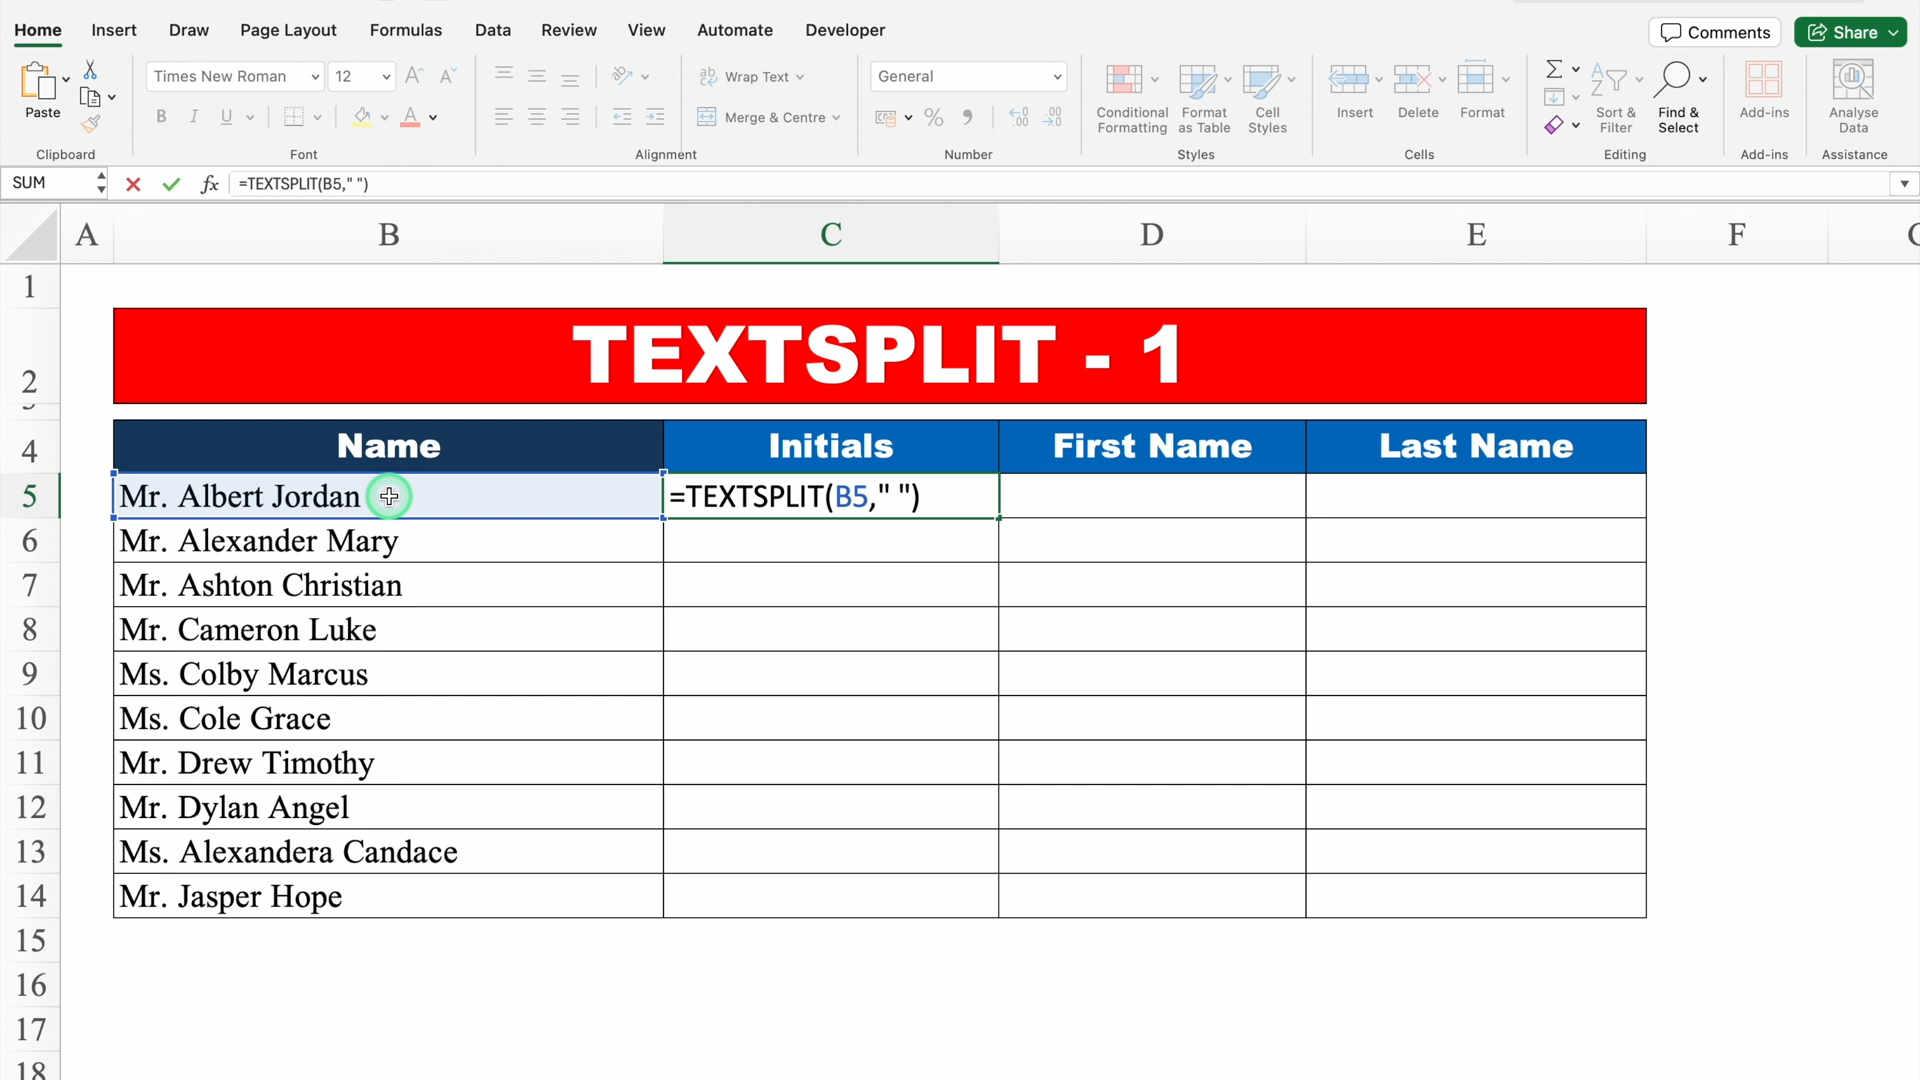 Home Insert Draw Page Layout Formulas Data Review View Automate Developer Comments Share
Times New Roman 12 Wrap Text General
Paste Merge & Centre Conditional Formatting Format as Table Cell Styles Insert Delete Format Sort & Filter Find & Select Add-ins Analyse Data
Clipboard Font Alignment Number Styles Cells Editing Add-ins Assistance
SUM fx =TEXTSPLIT(B5," ")
A B C D E F
1
2 TEXTSPLIT - 1
4 Name Initials First Name Last Name
5 Mr. Albert Jordan =TEXTSPLIT(B5," ")
6 Mr. Alexander Mary
7 Mr. Ashton Christian
8 Mr. Cameron Luke
9 Ms. Colby Marcus
10 Ms. Cole Grace
11 Mr. Drew Timothy
12 Mr. Dylan Angel
13 Ms. Alexandera Candace
14 Mr. Jasper Hope
15
16
17
18